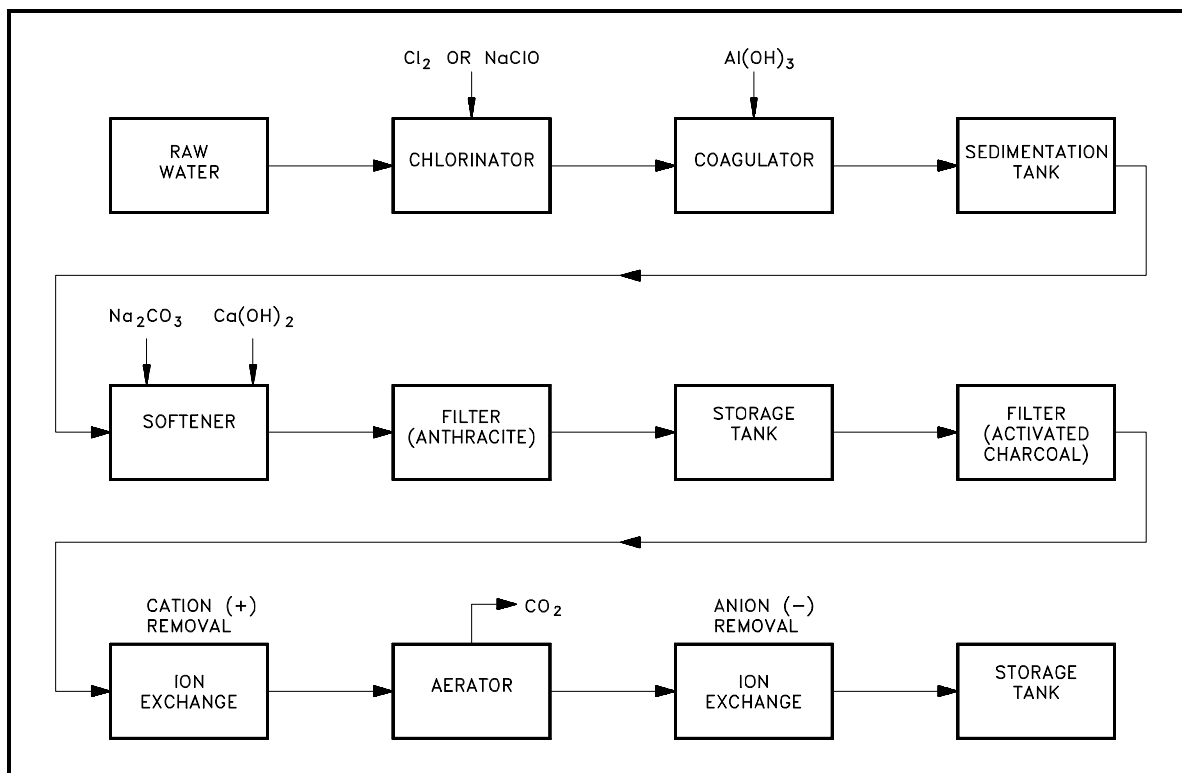 Cl₂ OR NaClO
Al(OH)₃
RAW
WATER
CHLORINATOR
COAGULATOR
SEDIMENTATION
TANK
Na₂CO₃
Ca(OH)₂
SOFTENER
FILTER
(ANTHRACITE)
STORAGE
TANK
FILTER
(ACTIVATED
CHARCOAL)
CATION (+)
REMOVAL
ION
EXCHANGE
CO₂
AERATOR
ANION (−)
REMOVAL
ION
EXCHANGE
STORAGE
TANK